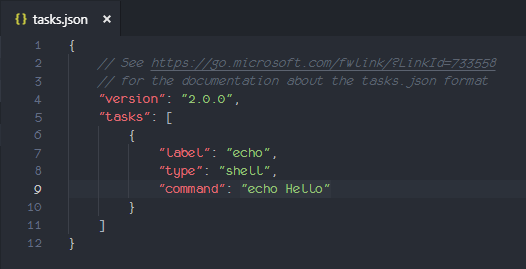 {} tasks.json ×
1 {
2 // See https://go.microsoft.com/fwlink/?LinkId=733558
3 // for the documentation about the tasks.json format
4 "version": "2.0.0",
5 "tasks": [
6 {
7 "label": "echo",
8 "type": "shell",
9 "command": "echo Hello"
10 }
11 ]
12 }